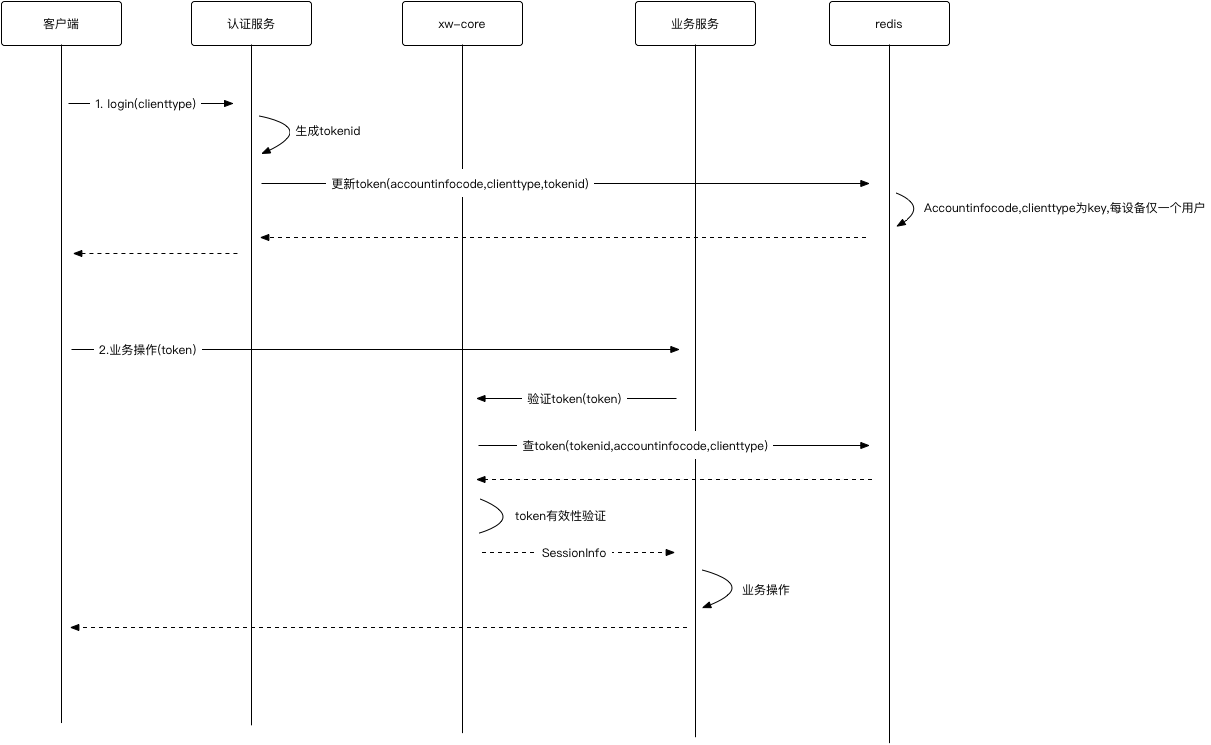 客户端
认证服务
xw-core
业务服务
redis
1. login(clienttype)
生成tokenid
更新token(accountinfocode,clienttype,tokenid)
Accountinfocode,clienttype为key,每设备仅一个用户
2.业务操作(token)
验证token(token)
查token(tokenid,accountinfocode,clienttype)
token有效性验证
SessionInfo
业务操作